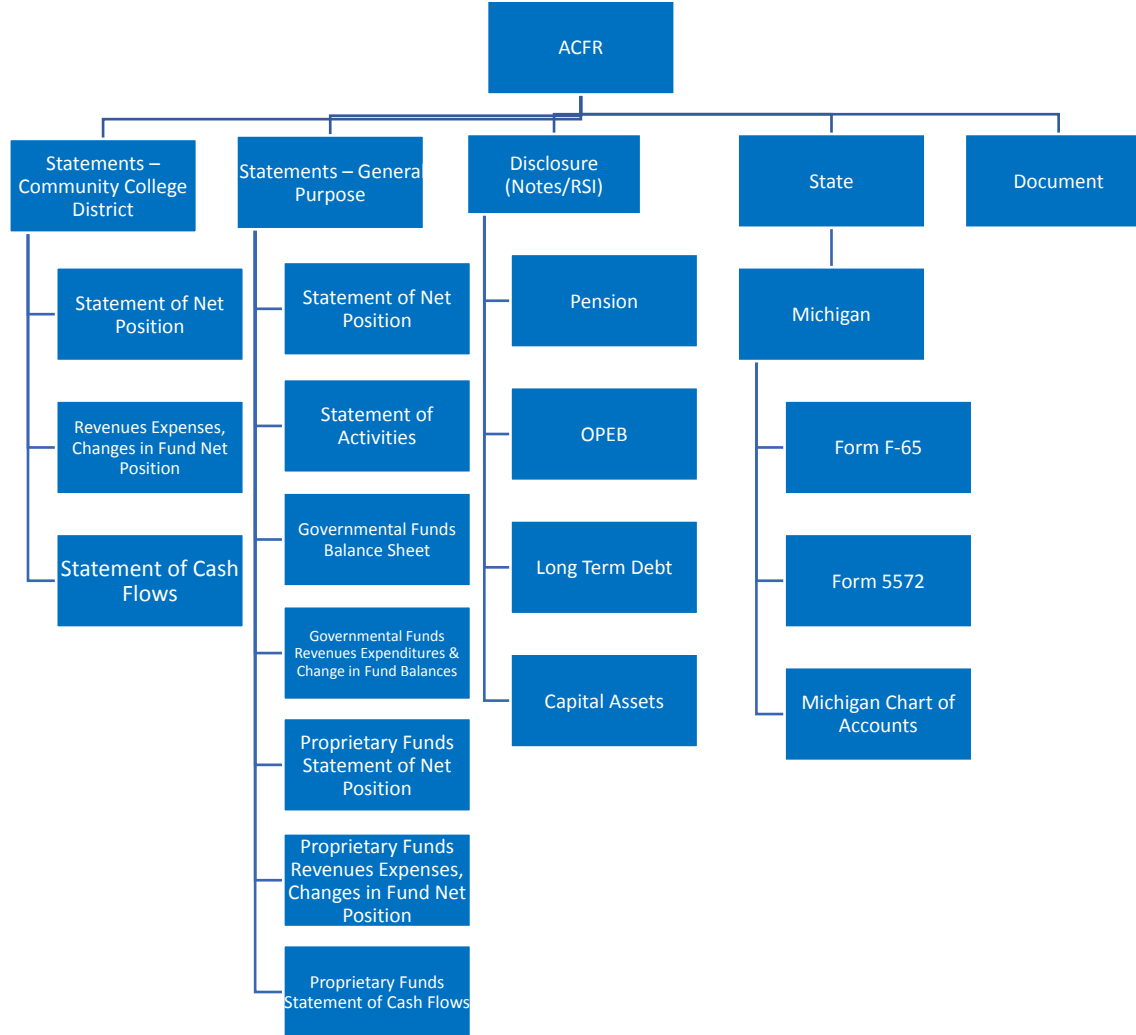 ACFR
Statements –
Community College
District
Statements – General
Purpose
Disclosure
(Notes/RSI)
State
Document
Statement of Net
Position
Revenues Expenses,
Changes in Fund Net
Position
Statement of Cash
Flows
Statement of Net
Position
Statement of
Activities
Governmental Funds
Balance Sheet
Governmental Funds
Revenues Expenditures &
Change in Fund Balances
Proprietary Funds
Statement of Net
Position
Proprietary Funds
Revenues Expenses,
Changes in Fund Net
Position
Proprietary Funds
Statement of Cash Flows
Pension
OPEB
Long Term Debt
Capital Assets
Michigan
Form F-65
Form 5572
Michigan Chart of
Accounts